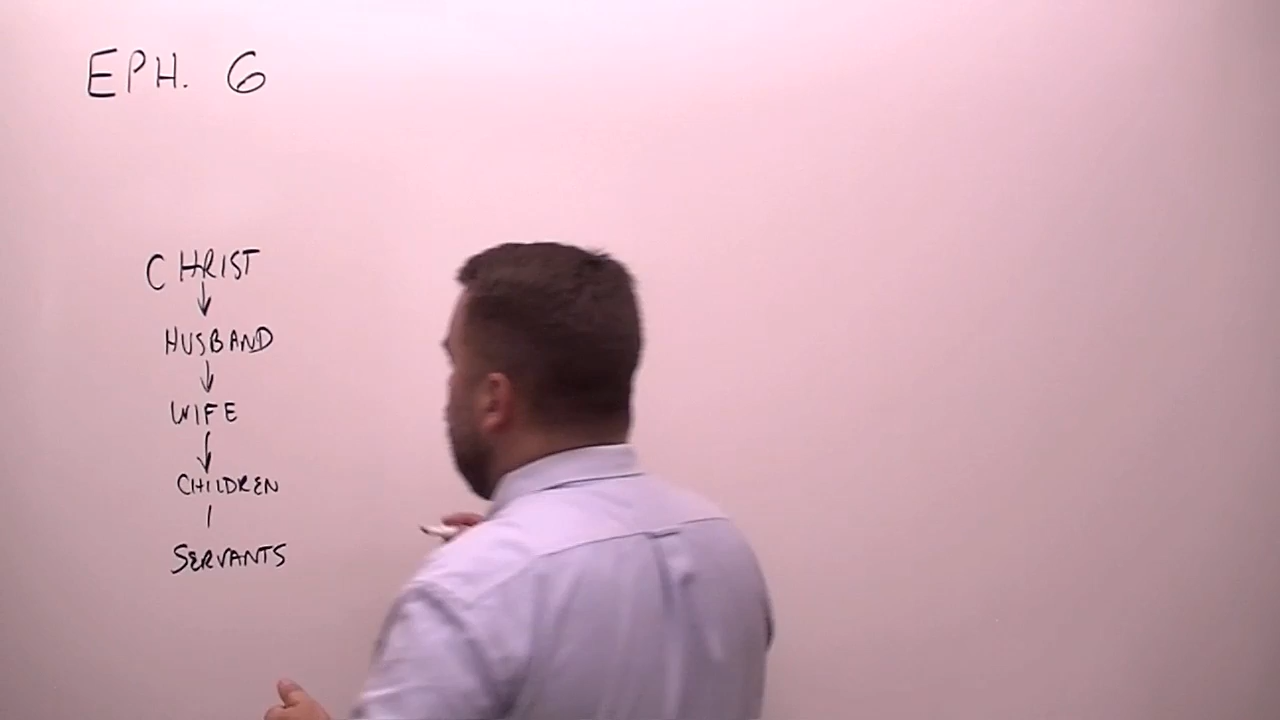 EPH. 6
CHRIST
HUSBAND
WIFE
CHILDREN
SERVANTS